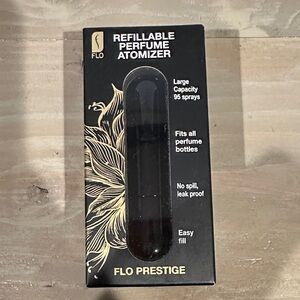 FLO
REFILLABLE
PERFUME
ATOMIZER
Large
Capacity
95 sprays
Fits all
perfume
bottles
No spill,
leak proof
Easy
fill
FLO PRESTIGE